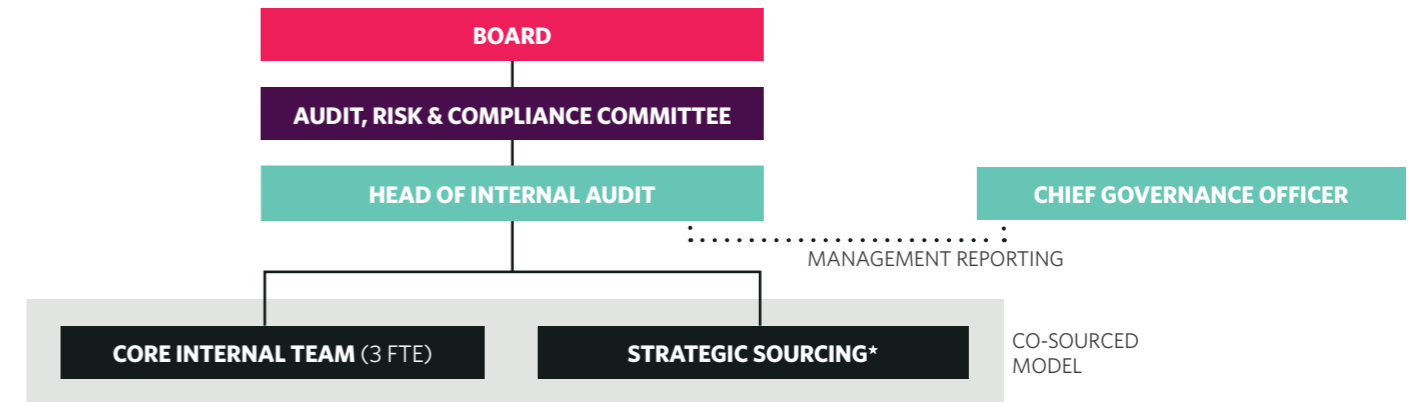 BOARD
AUDIT, RISK & COMPLIANCE COMMITTEE
HEAD OF INTERNAL AUDIT
CHIEF GOVERNANCE OFFICER
MANAGEMENT REPORTING
CORE INTERNAL TEAM (3 FTE)
STRATEGIC SOURCING*
CO-SOURCED
MODEL